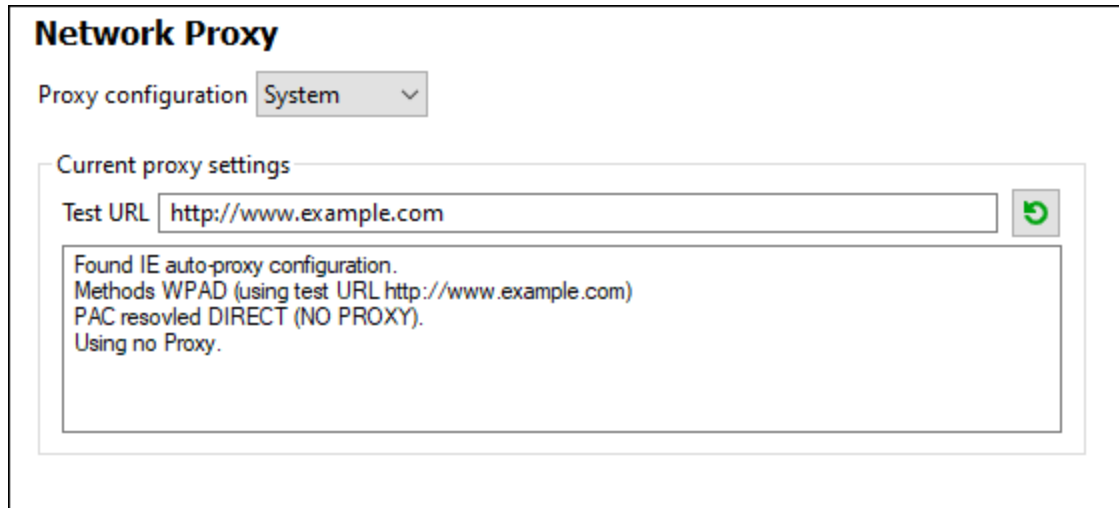 Network Proxy
Proxy configuration System
Current proxy settings
Test URL http://www.example.com
Found IE auto-proxy configuration.
Methods WPAD (using test URL http://www.example.com)
PAC resovled DIRECT (NO PROXY).
Using no Proxy.